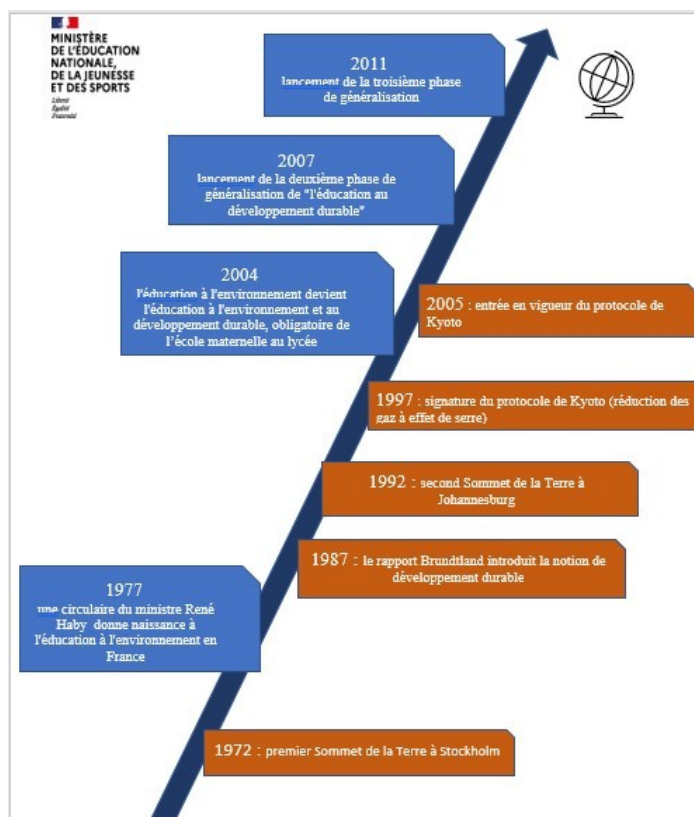 MINISTÈRE
DE L'ÉDUCATION
NATIONALE,
DE LA JEUNESSE
ET DES SPORTS
Liberté
Égalité
Fraternité
2011
lancement de la troisième phase
de généralisation
2007
lancement de la deuxième phase de
généralisation de "l'éducation au
développement durable"
2004
l'éducation à l'environnement devient
l'éducation à l'environnement et au
développement durable, obligatoire de
l'école maternelle au lycée
2005 : entrée en vigueur du protocole de
Kyoto
1997 : signature du protocole de Kyoto (réduction des
gaz à effet de serre)
1992 : second Sommet de la Terre à
Johannesburg
1987 : le rapport Brundtland introduit la notion de
développement durable
1977
une circulaire du ministre René
Haby donne naissance à
l'éducation à l'environnement en
France
1972 : premier Sommet de la Terre à Stockholm